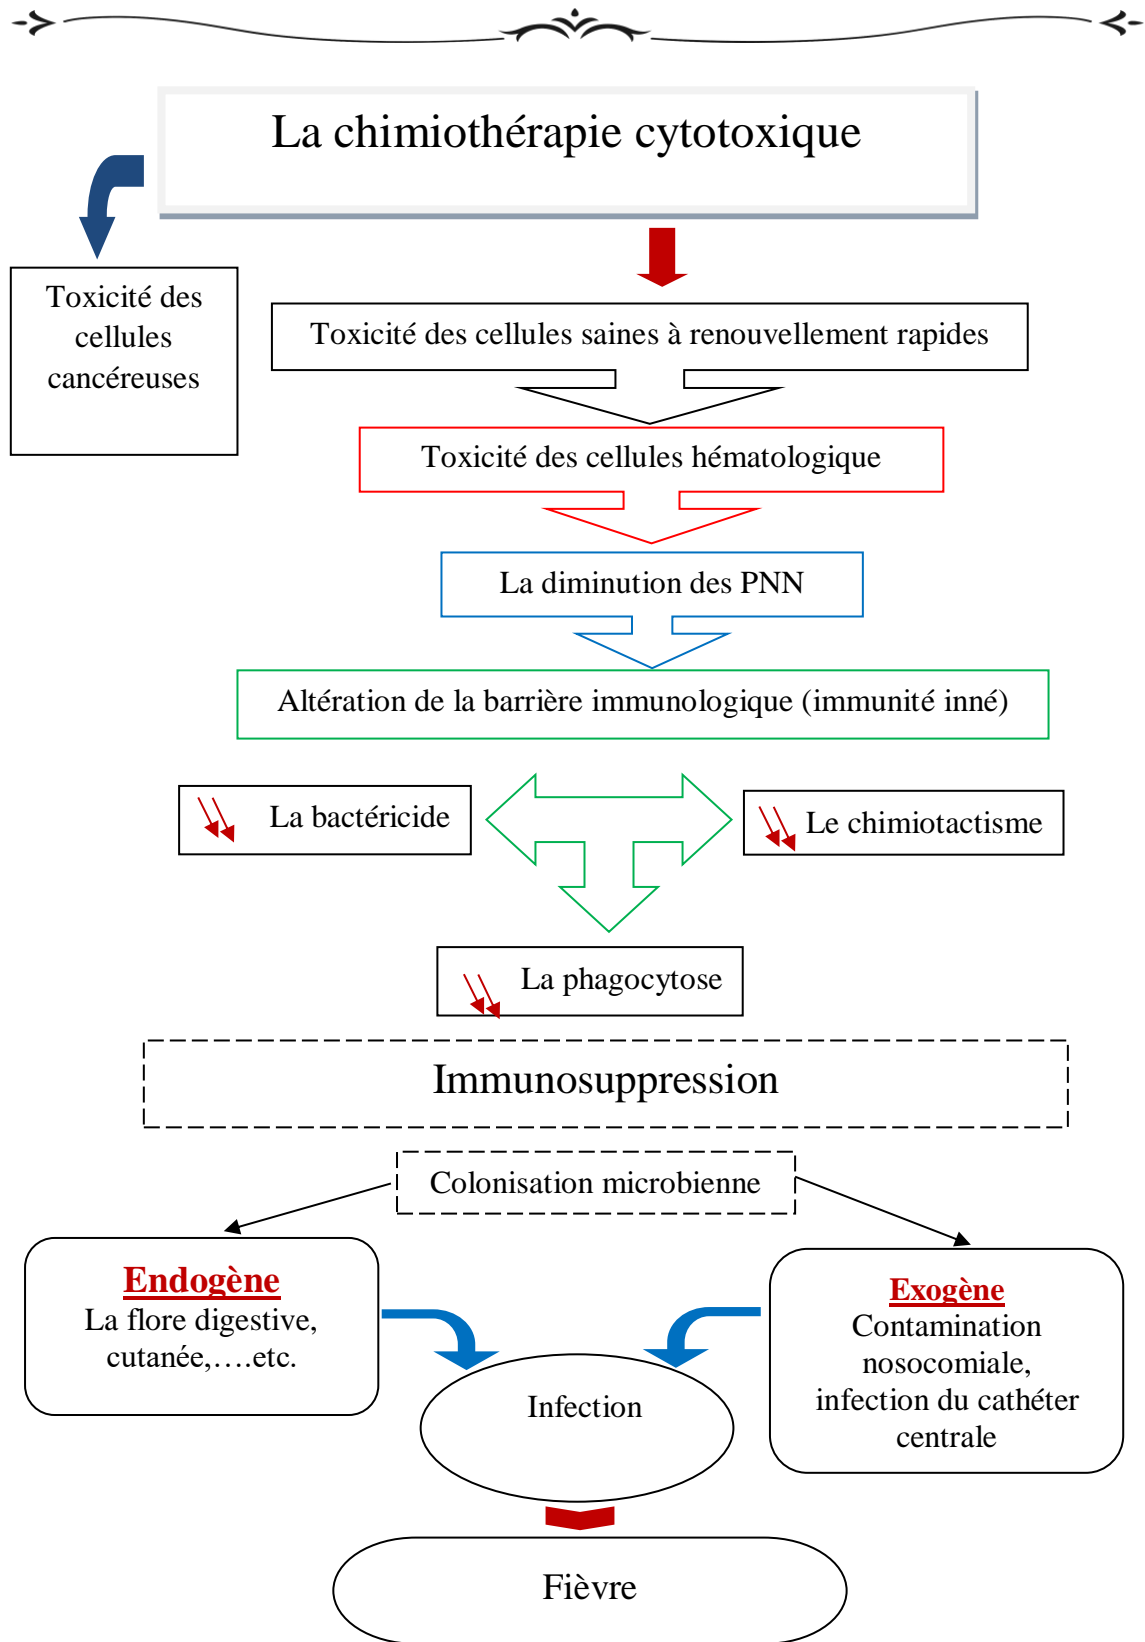 La chimiothérapie cytotoxique
Toxicité des
cellules
cancéreuses
Toxicité des cellules saines à renouvellement rapides
Toxicité des cellules hématologique
La diminution des PNN
Altération de la barrière immunologique (immunité inné)
La bactéricide
Le chimiotactisme
La phagocytose
Immunosuppression
Colonisation microbienne
Endogène
La flore digestive,
cutanée,….etc.
Exogène
Contamination
nosocomiale,
infection du cathéter
centrale
Infection
Fièvre